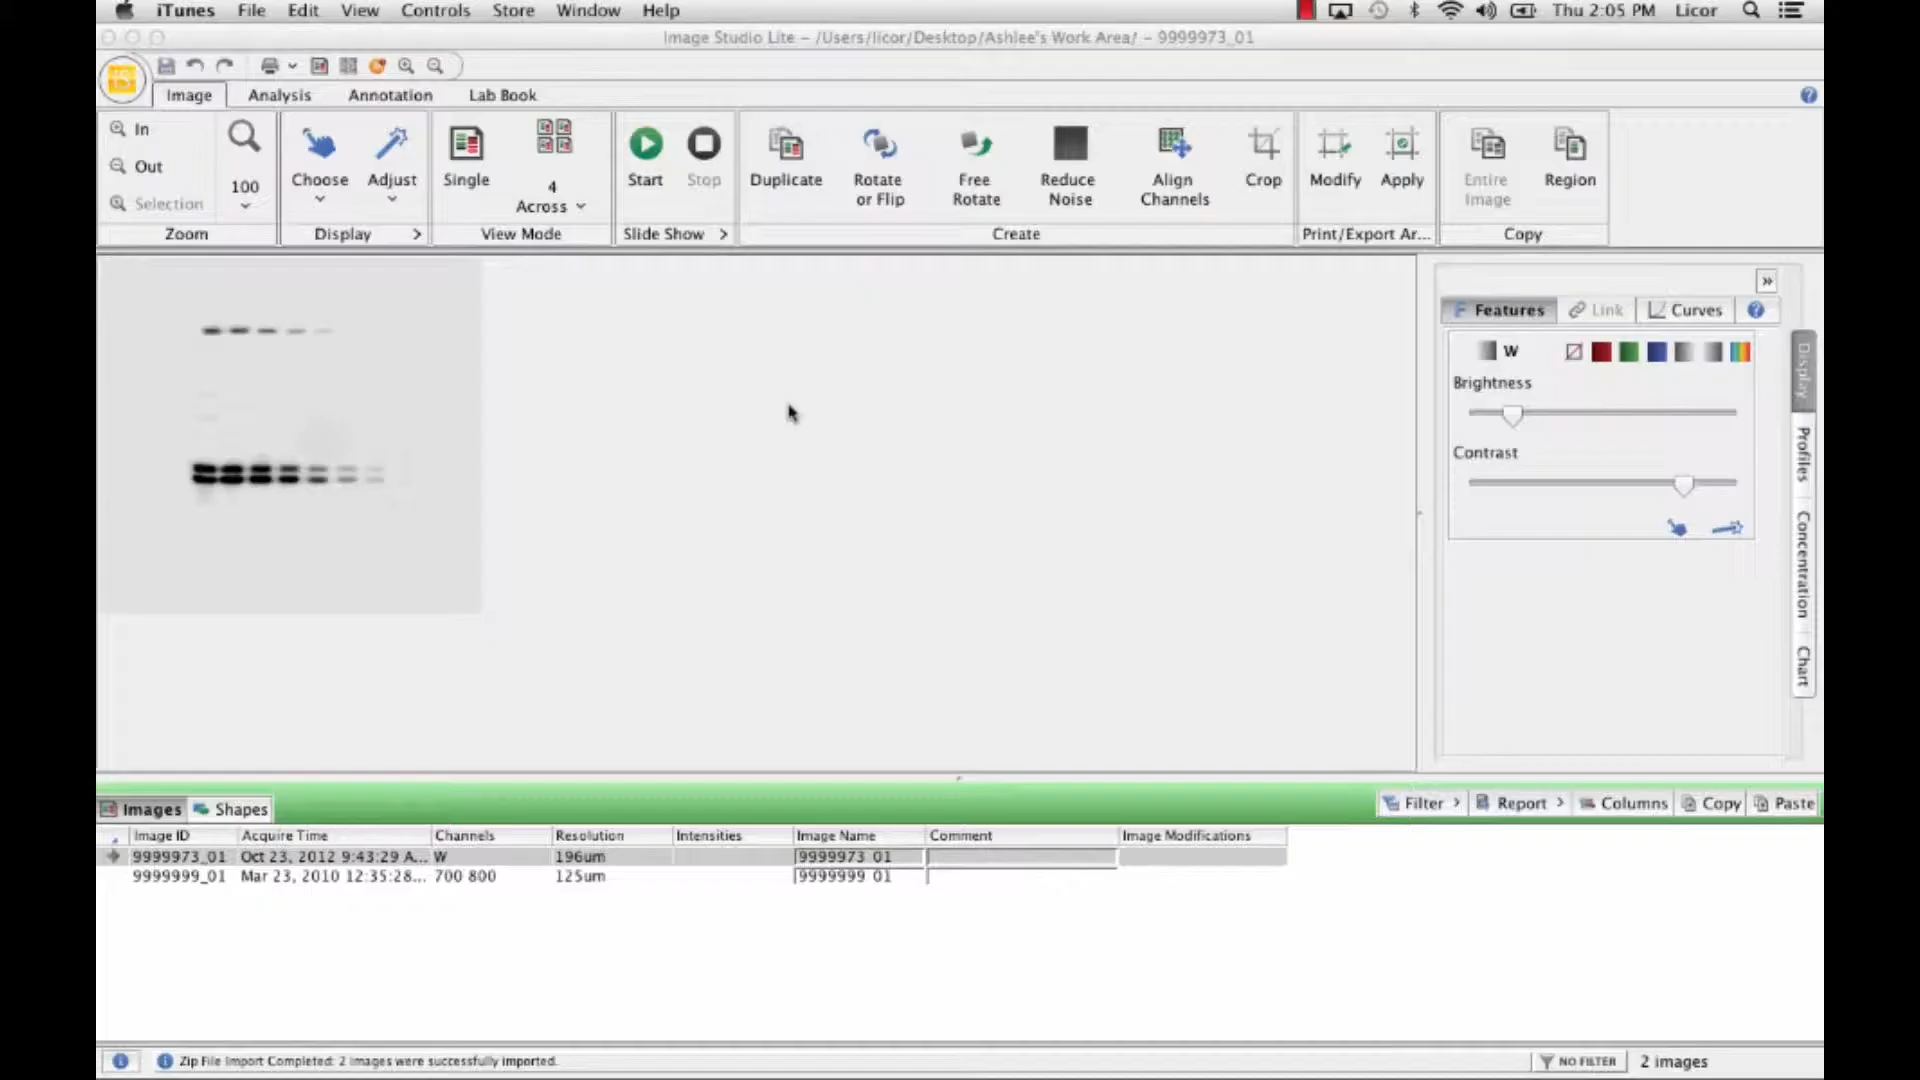 iTunes File Edit View Controls Store Window Help Thu 2:05 PM Licor
Image Studio Lite – /Users/licor/Desktop/Ashlee's Work Area/ – 9999973_01
Image Analysis Annotation Lab Book
In
Out
Selection
100
Zoom
Choose
Adjust
Display
Single
4
Across
View Mode
Start
Stop
Slide Show
Duplicate
Rotate
or Flip
Free
Rotate
Reduce
Noise
Align
Channels
Crop
Create
Modify
Apply
Print/Export Ar...
Entire
Image
Region
Copy
Features Link Curves
W
Brightness
Contrast
Display
Profiles
Concentration
Chart
Images Shapes Filter Report Columns Copy Paste
Image ID Acquire Time Channels Resolution Intensities Image Name Comment Image Modifications
9999973_01 Oct 23, 2012 9:43:29 A... W 196um 9999973 01
9999999_01 Mar 23, 2010 12:35:28... 700 800 125um 9999999 01
Zip File Import Completed: 2 images were successfully imported. NO FILTER 2 images